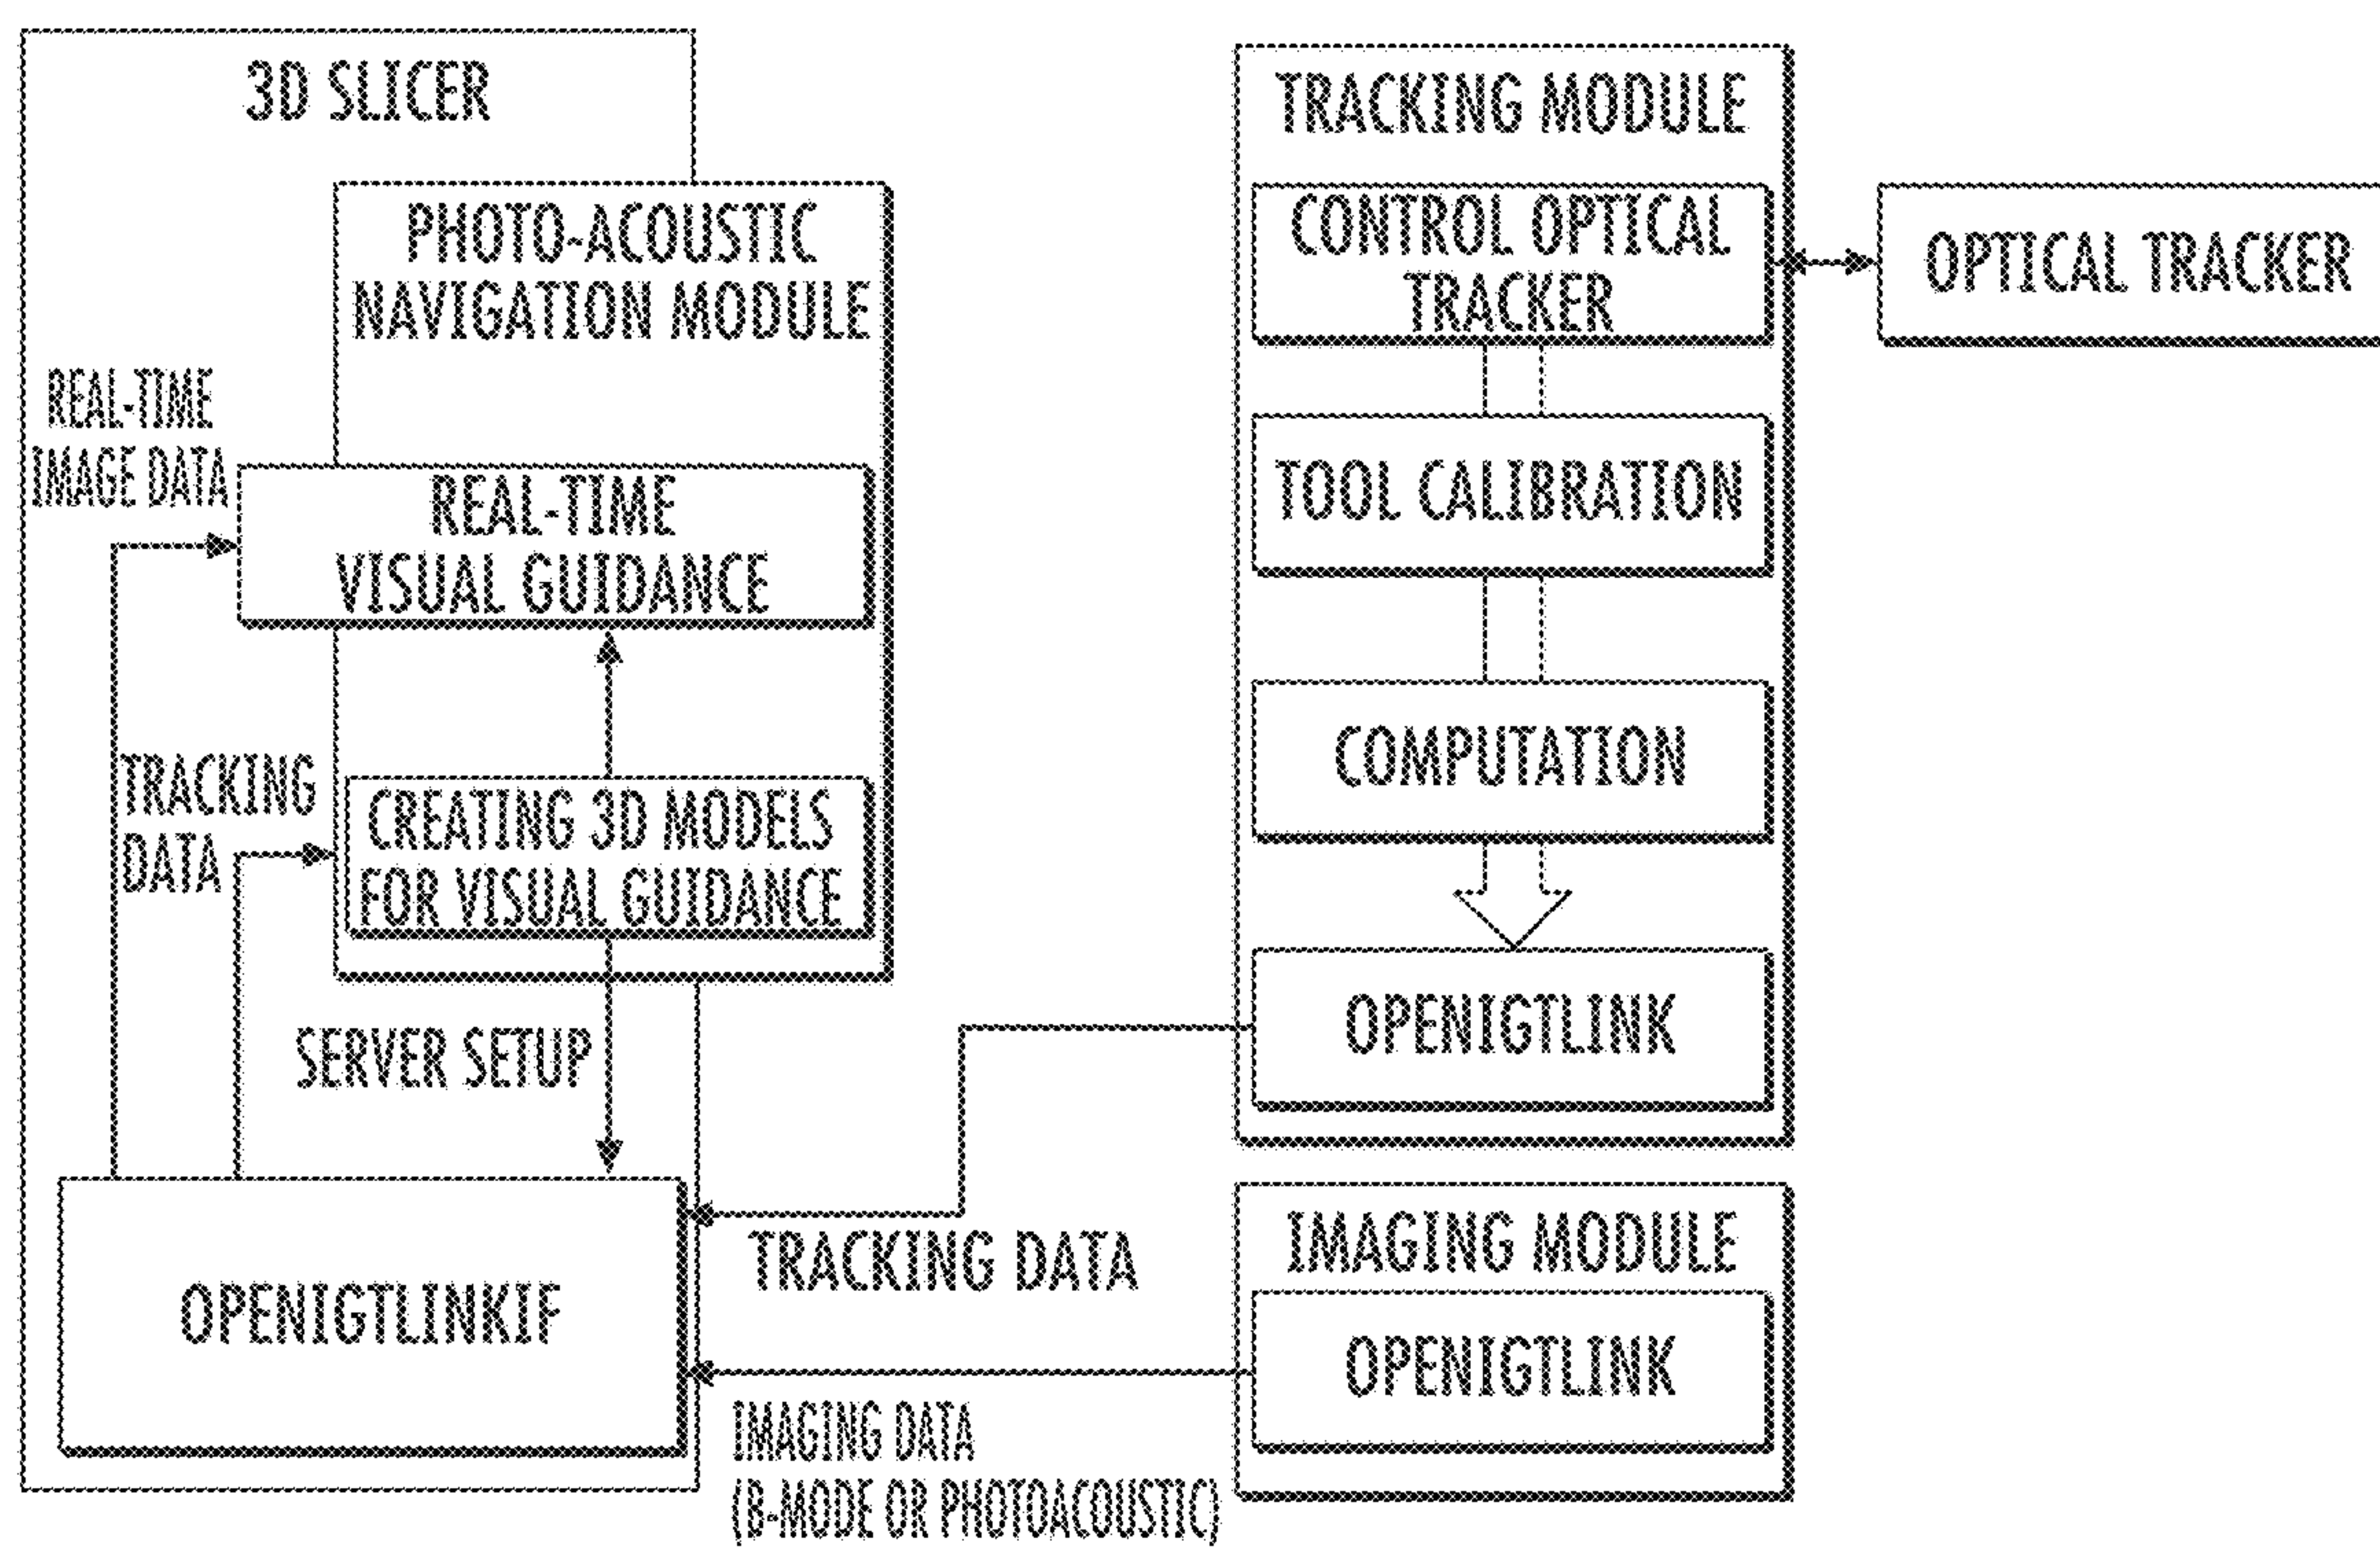 3D SLICER
PHOTO-ACOUSTIC
NAVIGATION MODULE
REAL-TIME
IMAGE DATA
REAL-TIME
VISUAL GUIDANCE
TRACKING
DATA
CREATING 3D MODELS
FOR VISUAL GUIDANCE
SERVER SETUP
OPENIGTLINKIF
TRACKING DATA
IMAGING DATA
(B-MODE OR PHOTOACOUSTIC)
TRACKING MODULE
CONTROL OPTICAL
TRACKER
OPTICAL TRACKER
TOOL CALIBRATION
COMPUTATION
OPENIGTLINK
IMAGING MODULE
OPENIGTLINK